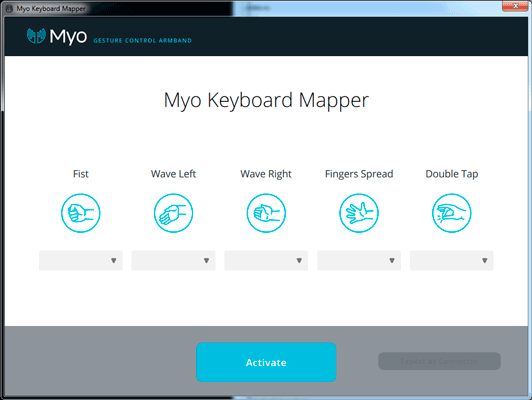 Myo Keyboard Mapper
Myo GESTURE CONTROL ARMBAND
Myo Keyboard Mapper
Fist Wave Left Wave Right Fingers Spread Double Tap
Activate